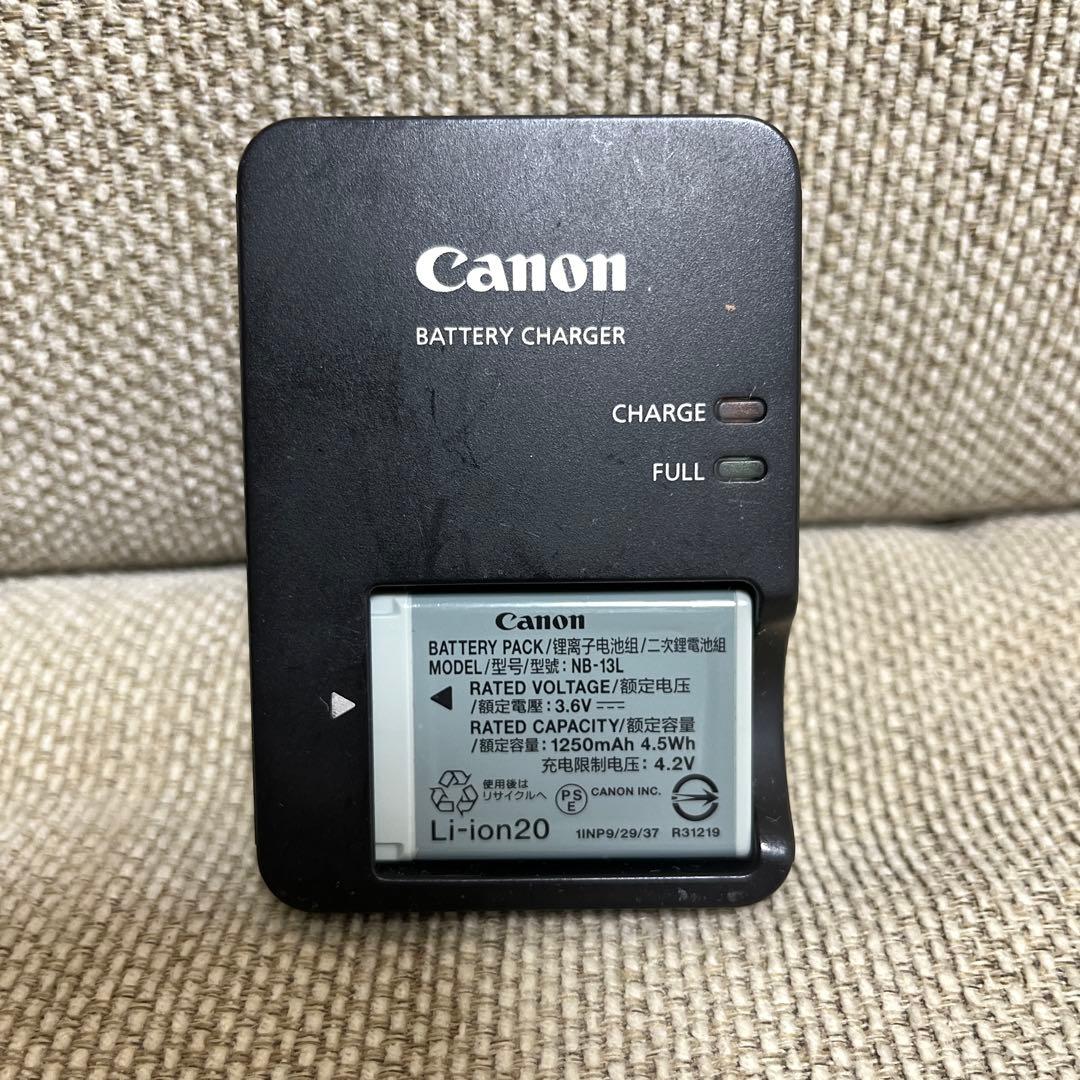 Canon
BATTERY CHARGER
CHARGE
FULL
Canon
BATTERY PACK/锂离子电池组/二次鋰電池組
MODEL/型号/型號: NB-13L
RATED VOLTAGE/额定电压
/額定電壓: 3.6V
RATED CAPACITY/额定容量
/額定容量: 1250mAh 4.5Wh
充电限制电压: 4.2V
使用後は
リサイクルへ
PSE
CANON INC.
Li-ion20
1INP9/29/37
R31219